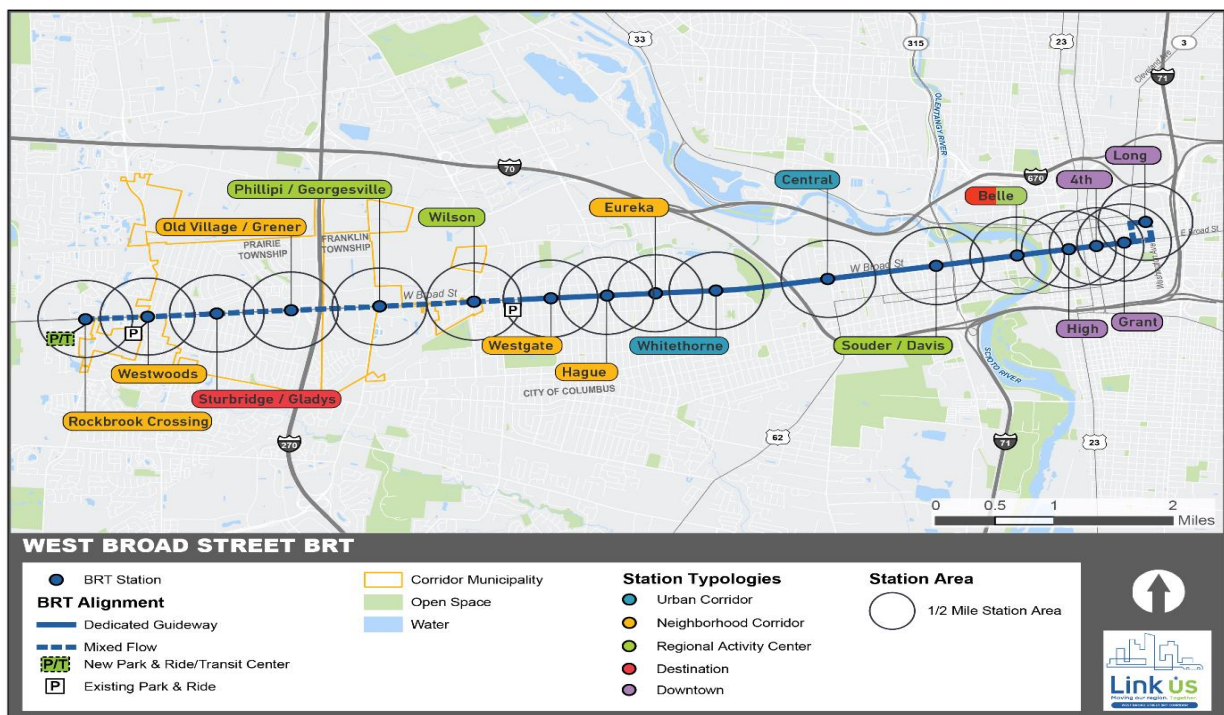 33
315
23
3
Cleveland Ave
71
OLENTANGY RIVER
70
670
Long
4th
Central
Belle
Phillipi / Georgesville
Wilson
Eureka
Old Village / Grener
PRAIRIE
TOWNSHIP
FRANKLIN
TOWNSHIP
W Broad St
W Broad St
E Broad St
P/T
P
P
Westwoods
Westgate
Whitethorne
Souder / Davis
High
Grant
Hague
Sturbridge / Gladys
CITY OF COLUMBUS
SCIOTO RIVER
Rockbrook Crossing
270
62
71
23
0 0.5 1 2
Miles
WEST BROAD STREET BRT
BRT Station
BRT Alignment
Dedicated Guideway
Mixed Flow
P/T New Park & Ride/Transit Center
P Existing Park & Ride
Corridor Municipality
Open Space
Water
Station Typologies
Urban Corridor
Neighborhood Corridor
Regional Activity Center
Destination
Downtown
Station Area
1/2 Mile Station Area
Link us
Moving our region. Together.